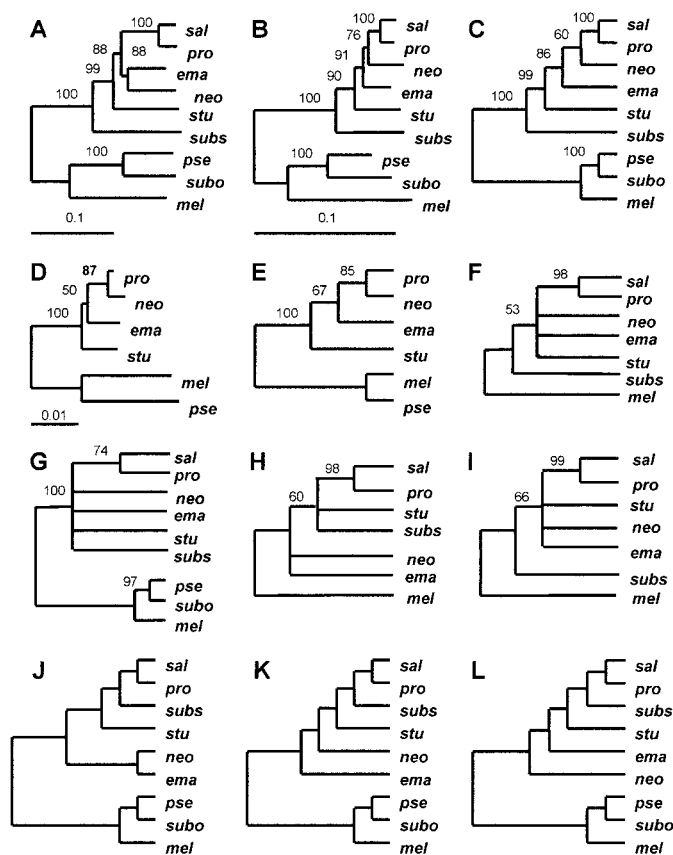 A
100
sal
pro
88
88
ema
99
neo
100
stu
subs
100
pse
subo
mel
0.1
B
100
sal
76
pro
91
neo
90
ema
100
stu
subs
pse
subo
mel
0.1
C
100
sal
60
pro
86
neo
99
ema
100
stu
subs
100
pse
subo
mel
D
87
pro
50
neo
100
ema
stu
mel
pse
0.01
E
85
pro
67
neo
100
ema
stu
mel
pse
F
98
sal
pro
53
neo
ema
stu
subs
mel
G
74
sal
pro
100
neo
ema
stu
subs
97
pse
subo
mel
H
98
sal
pro
60
stu
subs
neo
ema
mel
I
99
sal
pro
66
stu
neo
ema
subs
mel
J
sal
pro
subs
stu
neo
ema
pse
subo
mel
K
sal
pro
subs
stu
neo
ema
pse
subo
mel
L
sal
pro
subs
stu
ema
neo
pse
subo
mel